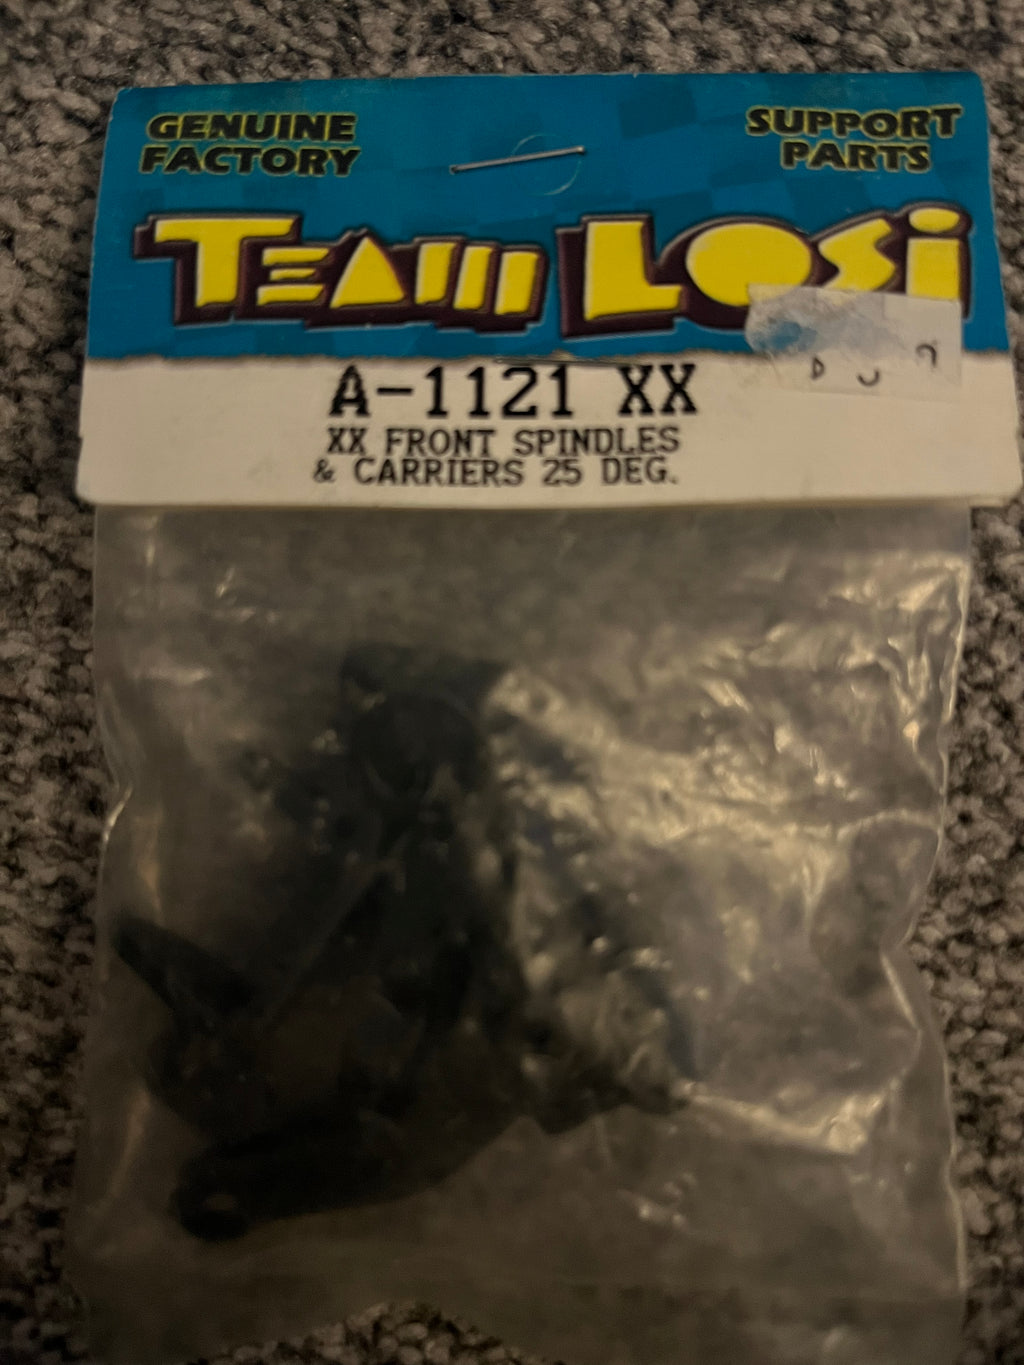 GENUINE
FACTORY
SUPPORT
PARTS
TEAM LOSi
A-1121 XX
XX FRONT SPINDLES
& CARRIERS 25 DEG.